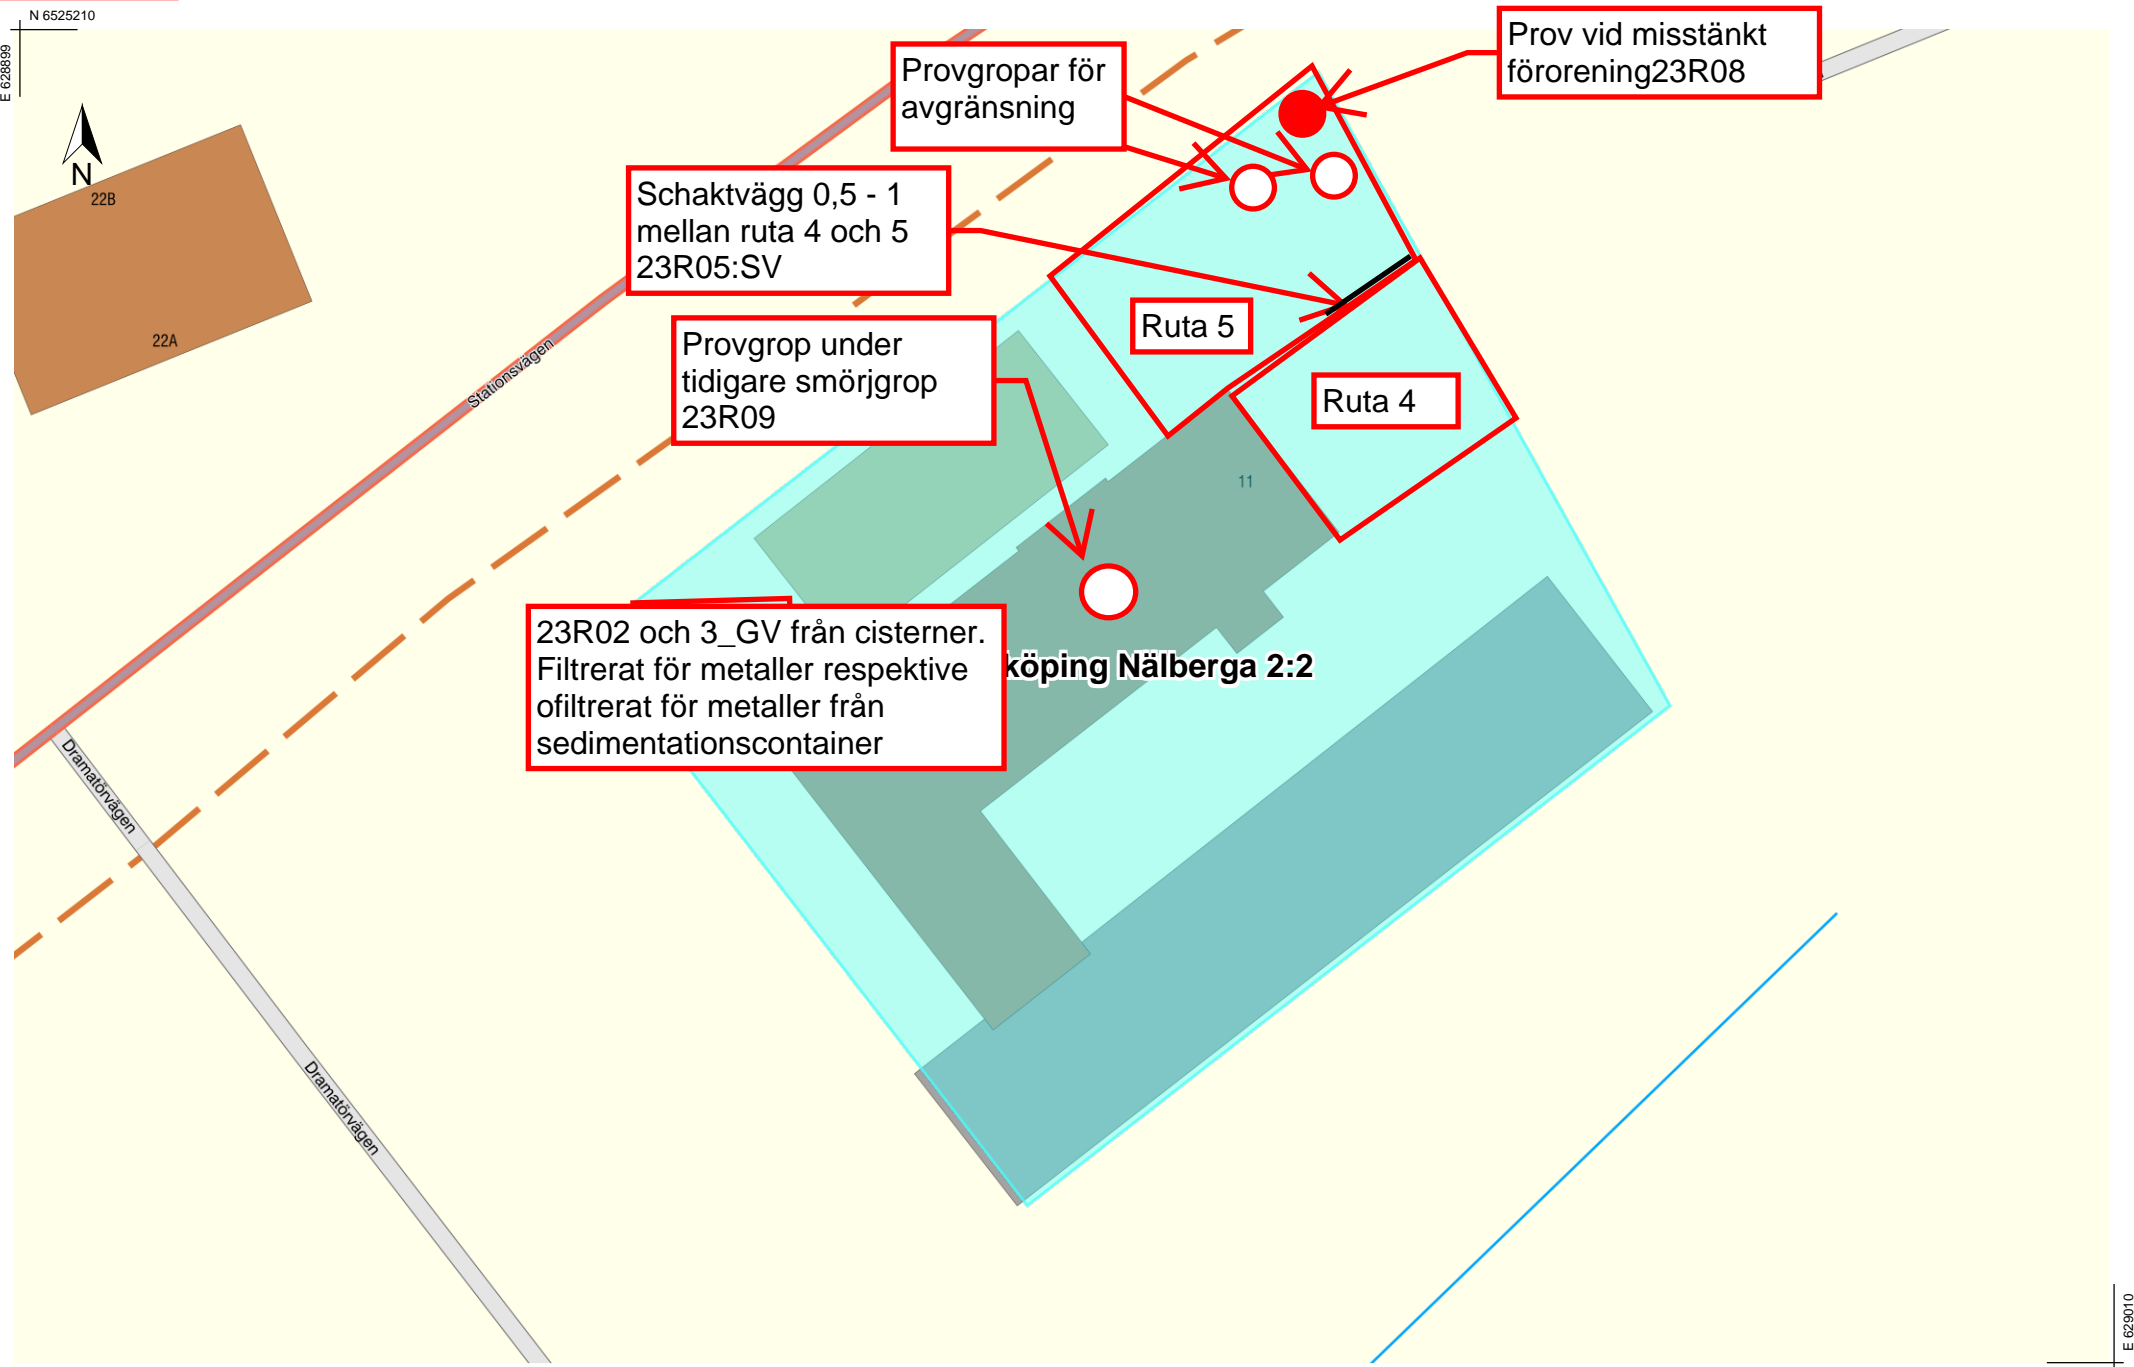 N 6525210
E 628899
N
22B
22A
Stationsvägen
Provgropar för
avgränsning
Prov vid misstänkt
förorening23R08
Schaktvägg 0,5 - 1
mellan ruta 4 och 5
23R05:SV
Ruta 5
Provgrop under
tidigare smörjgrop
23R09
Ruta 4
11
23R02 och 3_GV från cisterner.
Filtrerat för metaller respektive
ofiltrerat för metaller från
sedimentationscontainer
köping Nälberga 2:2
Dramatörvägen
Dramatörvägen
E 629010